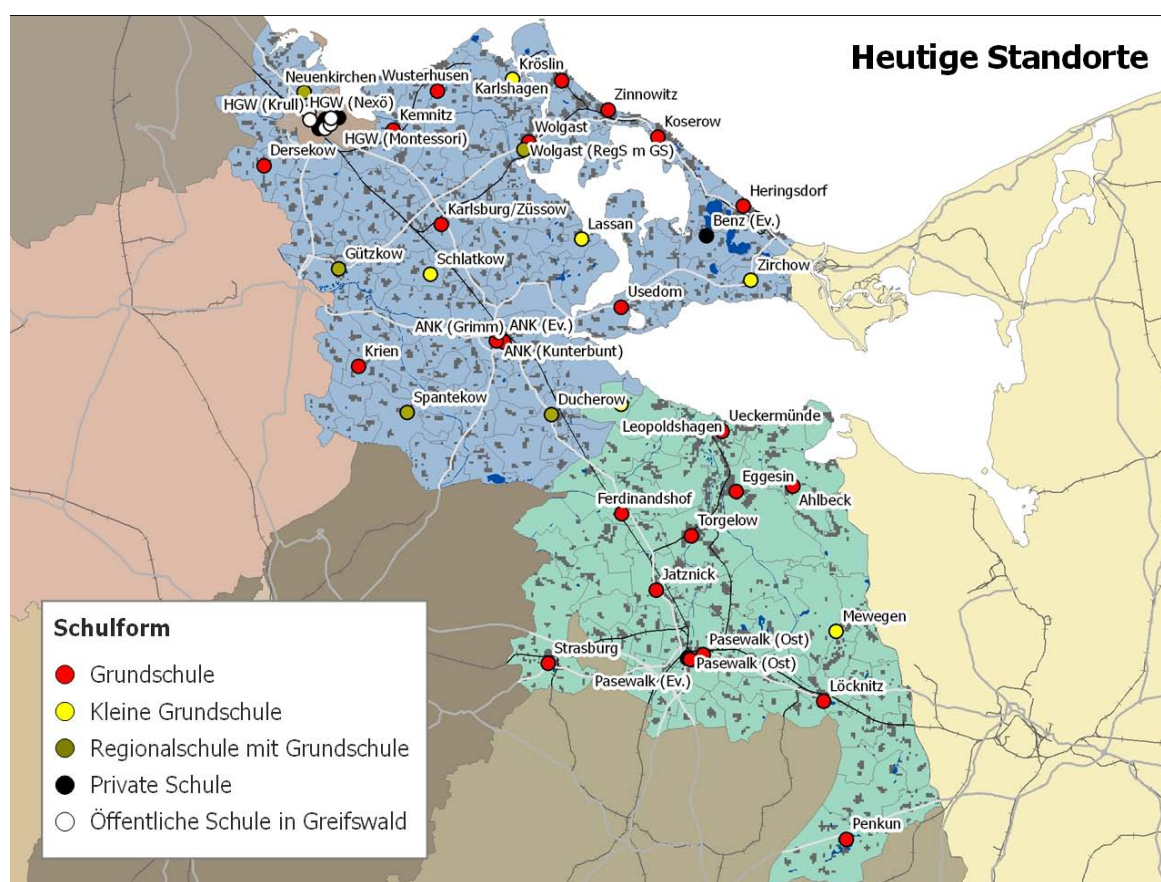 Heutige Standorte
Kröslin
Neuenkirchen
Wusterhusen
Karlshagen
HGW (Krull)
HGW (Nexö)
Zinnowitz
Kemnitz
HGW (Montessori)
Wolgast
Koserow
Wolgast (RegS m GS)
Dersekow
Heringsdorf
Karlsburg/Züssow
Lassan
Benz (Ev.)
Gützkow
Schlatkow
Zirchow
Usedom
ANK (Grimm)
ANK (Ev.)
ANK (Kunterbunt)
Krien
Spantekow
Ducherow
Leopoldshagen
Ueckermünde
Eggesin
Ahlbeck
Ferdinandshof
Torgelow
Jatznick
Mewegen
Strasburg
Pasewalk (Ost)
Pasewalk (Ost)
Pasewalk (Ev.)
Löcknitz
Penkun
Schulform
Grundschule
Kleine Grundschule
Regionalschule mit Grundschule
Private Schule
Öffentliche Schule in Greifswald